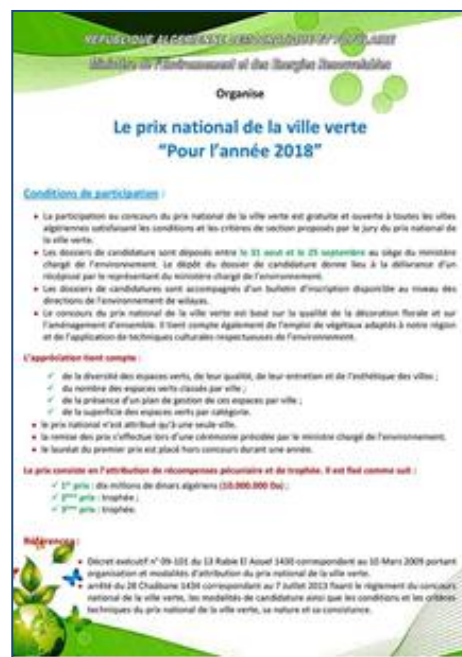 REPUBLIQUE ALGERIENNE DEMOCRATIQUE ET POPULAIRE
Ministre de l'Environnement et des Energies Renouvelables
Organise
Le prix national de la ville verte
"Pour l'année 2018"
Conditions de participation :
• La participation au concours du prix national de la ville verte est gratuite et ouverte à toutes les villes
algériennes satisfaisant les conditions et les critères de section proposés par le jury du prix national de
la ville verte.
• Les dossiers de candidature sont déposés entre le 31 aout et le 25 septembre au siège du ministère
chargé de l'environnement. Le dépôt du dossier de candidature donne lieu à la délivrance d'un
récépissé par le représentant du ministère chargé de l'environnement.
• Les dossiers de candidatures sont accompagnés d'un bulletin d'inscription disponible au niveau des
directions de l'environnement de wilayas.
• Le concours du prix national de la ville verte est basé sur la qualité de la décoration florale et sur
l'aménagement d'ensemble. Il tient compte également de l'emploi de végétaux adaptés à notre région
et de l'application de techniques culturales respectueuses de l'environnement.
L'appréciation tient compte :
✓ de la diversité des espaces verts, de leur qualité, de leur entretien et de l'esthétique des villes ;
✓ du nombre des espaces verts classés par ville ;
✓ de la présence d'un plan de gestion de ces espaces par ville ;
✓ de la superficie des espaces verts par catégorie.
• le prix national n'est attribué qu'à une seule ville.
• la remise des prix s'effectue lors d'une cérémonie présidée par le ministre chargé de l'environnement.
• le lauréat du premier prix est placé hors concours durant une année.
Le prix consiste en l'attribution de récompenses pécuniaire et de trophée. Il est fixé comme suit :
✓ 1er prix : dix millions de dinars algériens (10.000.000 Da) ;
✓ 2ème prix : trophée ;
✓ 3ème prix : trophée.
Références :
• Décret exécutif n° 09-101 du 13 Rabie El Aouel 1430 correspondant au 10 Mars 2009 portant
organisation et modalités d'attribution du prix national de la ville verte.
• arrêté du 28 Chaâbane 1434 correspondant au 7 Juillet 2013 fixant le règlement du concours
national de la ville verte, les modalités de candidature ainsi que les conditions et les critères
techniques du prix national de la ville verte, sa nature et sa consistance.